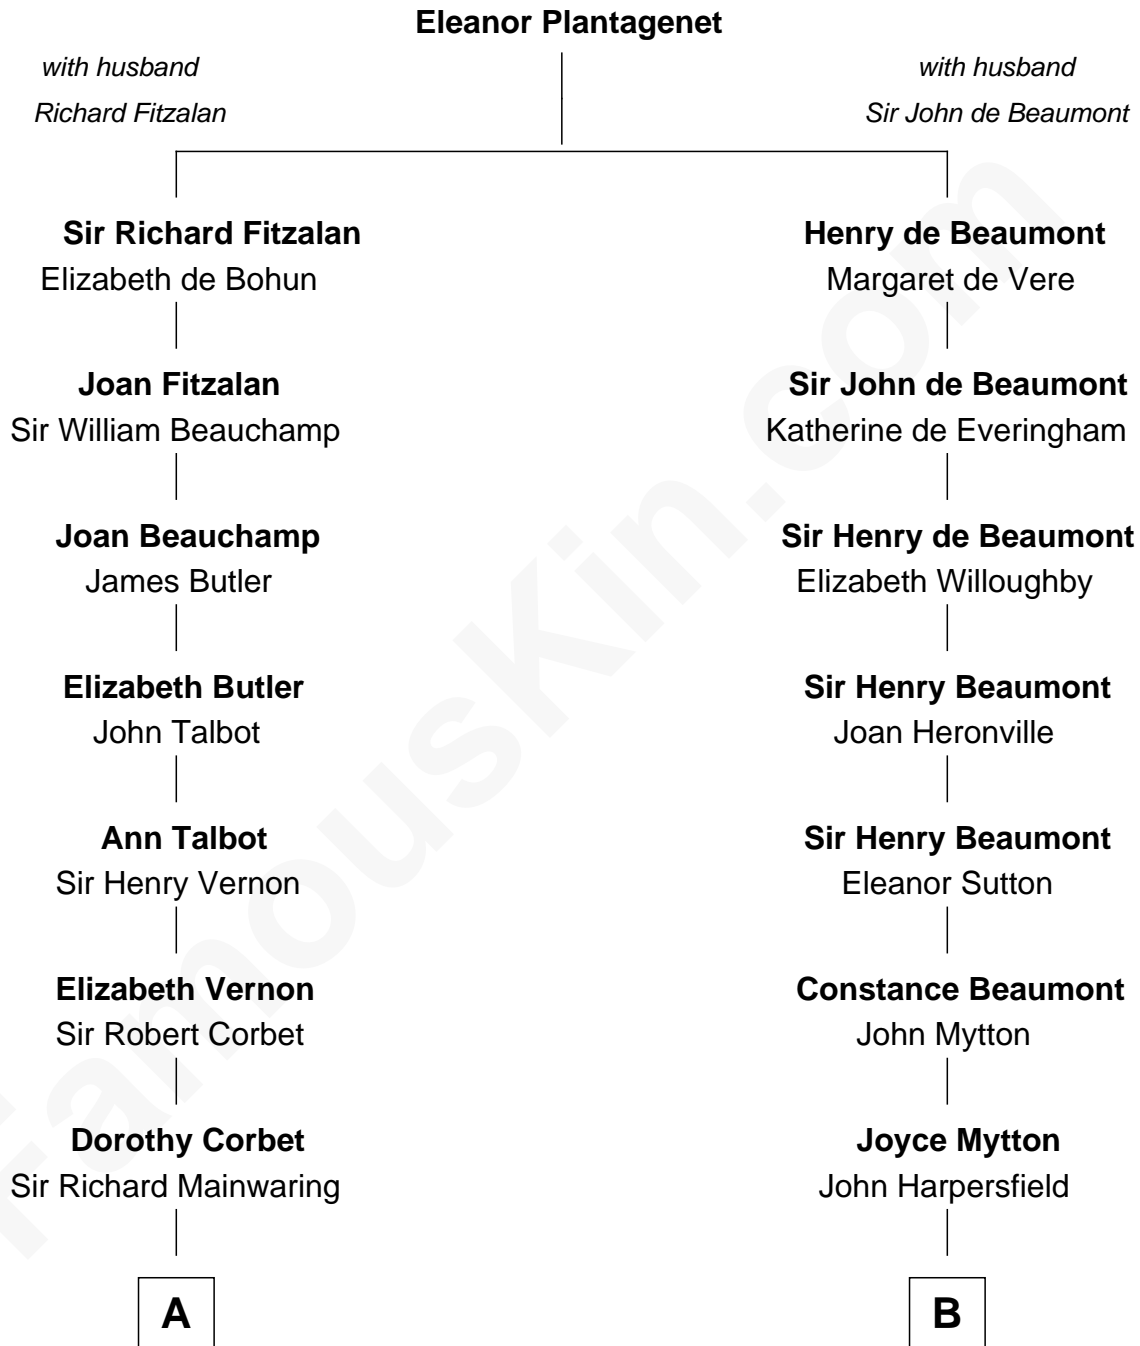 Eleanor Plantagenet
with husband
Richard Fitzalan
with husband
Sir John de Beaumont
Sir Richard Fitzalan
Elizabeth de Bohun
Henry de Beaumont
Margaret de Vere
Joan Fitzalan
Sir William Beauchamp
Sir John de Beaumont
Katherine de Everingham
Joan Beauchamp
James Butler
Sir Henry de Beaumont
Elizabeth Willoughby
Elizabeth Butler
John Talbot
Sir Henry Beaumont
Joan Heronville
Ann Talbot
Sir Henry Vernon
Sir Henry Beaumont
Eleanor Sutton
Elizabeth Vernon
Sir Robert Corbet
Constance Beaumont
John Mytton
Dorothy Corbet
Sir Richard Mainwaring
Joyce Mytton
John Harpersfield
A
B
FamousKin.com